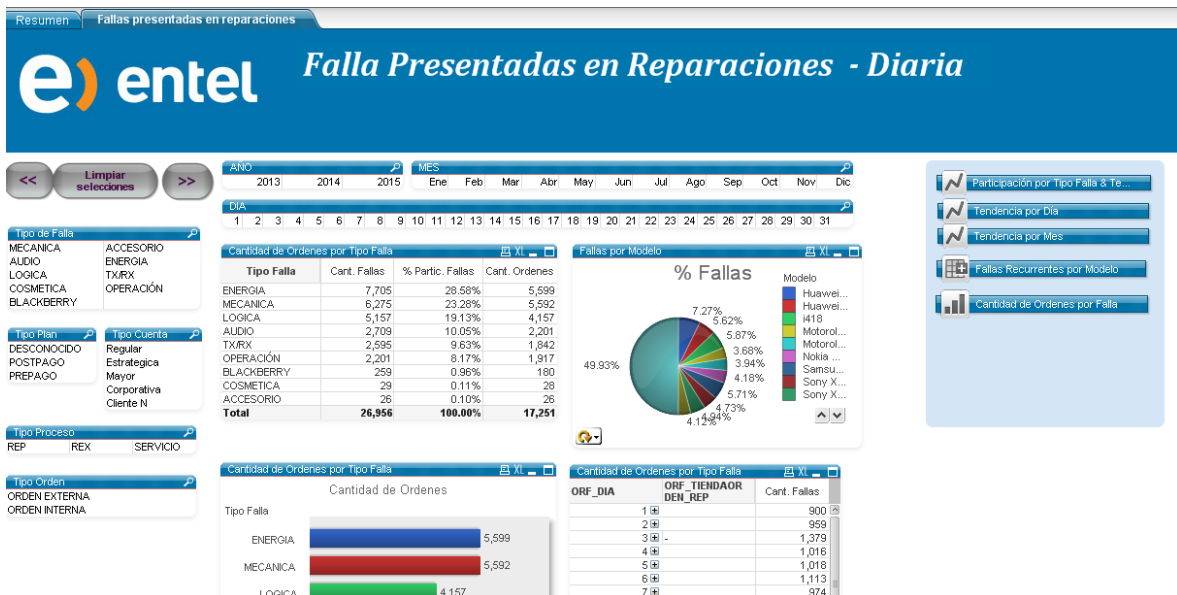 Resumen Fallas presentadas en reparaciones
e) entel
Falla Presentadas en Reparaciones - Diaria
<< Limpiar selecciones >>
AÑO
2013 2014 2015
MES
Ene Feb Mar Abr May Jun Jul Ago Sep Oct Nov Dic
DIA
1 2 3 4 5 6 7 8 9 10 11 12 13 14 15 16 17 18 19 20 21 22 23 24 25 26 27 28 29 30 31
Tipo de Falla
MECANICA ACCESORIO
AUDIO ENERGIA
LOGICA TX/RX
COSMETICA OPERACIÓN
BLACKBERRY
Tipo Plan
DESCONOCIDO
POSTPAGO
PREPAGO
Tipo Cuenta
Regular
Estrategica
Mayor
Corporativa
Cliente N
Tipo Proceso
REP REX SERVICIO
Tipo Orden
ORDEN EXTERNA
ORDEN INTERNA
Cantidad de Ordenes por Tipo Falla XL
Tipo Falla Cant. Fallas % Partic. Fallas Cant. Ordenes
ENERGIA 7,705 28.58% 5,599
MECANICA 6,275 23.28% 5,592
LOGICA 5,157 19.13% 4,157
AUDIO 2,709 10.05% 2,201
TX/RX 2,595 9.63% 1,842
OPERACIÓN 2,201 8.17% 1,917
BLACKBERRY 259 0.96% 180
COSMETICA 29 0.11% 28
ACCESORIO 26 0.10% 26
Total 26,956 100.00% 17,251
Fallas por Modelo XL
% Fallas
7.27%
5.62%
5.87%
3.68%
3.94%
4.18%
5.71%
4.73%
4.94%
4.12%
49.93%
Modelo
Huawei...
Huawei...
i418
Motorol...
Motorol...
Nokia ...
Samsu...
Sony X...
Sony X...
Participación por Tipo Falla & Te...
Tendencia por Día
Tendencia por Mes
Fallas Recurrentes por Modelo
Cantidad de Ordenes por Falla
Cantidad de Ordenes por Tipo Falla XL
Cantidad de Ordenes
Tipo Falla
ENERGIA 5,599
MECANICA 5,592
LOGICA 4,157
Cantidad de Ordenes por Tipo Falla XL
ORF_DIA ORF_TIENDAOR Cant. Fallas
DEN_REP
1 900
2 959
3 - 1,379
4 1,016
5 1,018
6 1,113
7 974